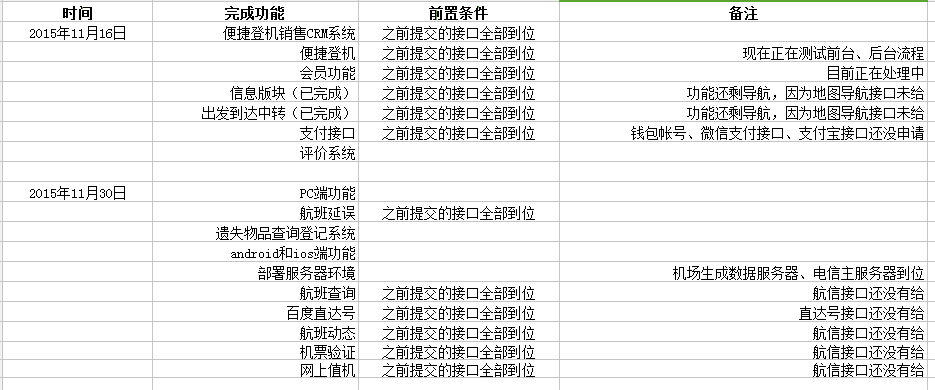 时间 完成功能 前置条件 备注
2015年11月16日 便捷登机销售CRM系统 之前提交的接口全部到位
便捷登机 之前提交的接口全部到位 现在正在测试前台、后台流程
会员功能 之前提交的接口全部到位 目前正在处理中
信息版块（已完成） 之前提交的接口全部到位 功能还剩导航，因为地图导航接口未给
出发到达中转（已完成） 之前提交的接口全部到位 功能还剩导航，因为地图导航接口未给
支付接口 之前提交的接口全部到位 钱包帐号、微信支付接口、支付宝接口还没申请
评价系统
2015年11月30日 PC端功能
航班延误 之前提交的接口全部到位
遗失物品查询登记系统
android和ios端功能
部署服务器环境 机场生成数据服务器、电信主服务器到位
航班查询 之前提交的接口全部到位 航信接口还没有给
百度直达号 之前提交的接口全部到位 直达号接口还没有给
航班动态 之前提交的接口全部到位 航信接口还没有给
机票验证 之前提交的接口全部到位 航信接口还没有给
网上值机 之前提交的接口全部到位 航信接口还没有给